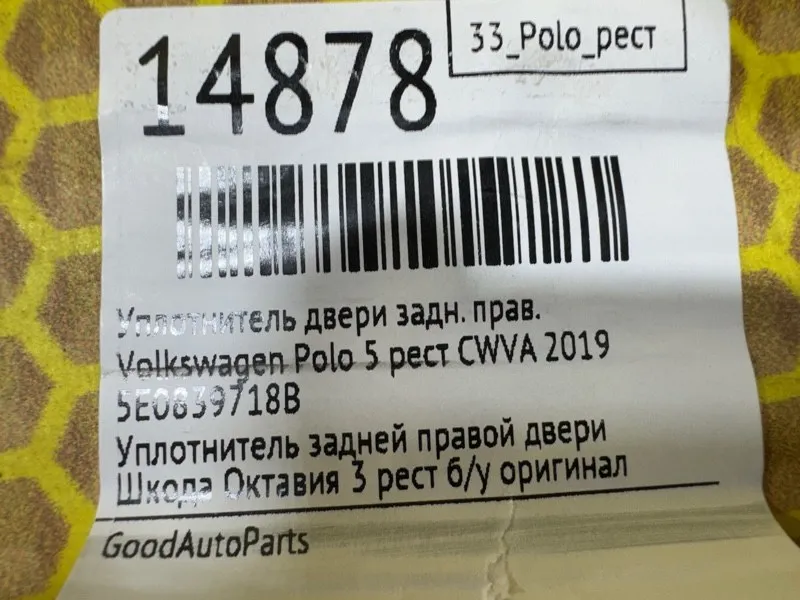 33_Polo_рест
14878
Уплотнитель двери задн. прав.
Volkswagen Polo 5 рест CWVA 2019
5E0839718B
Уплотнитель задней правой двери
Шкода Октавия 3 рест б/у оригинал
GoodAutoParts